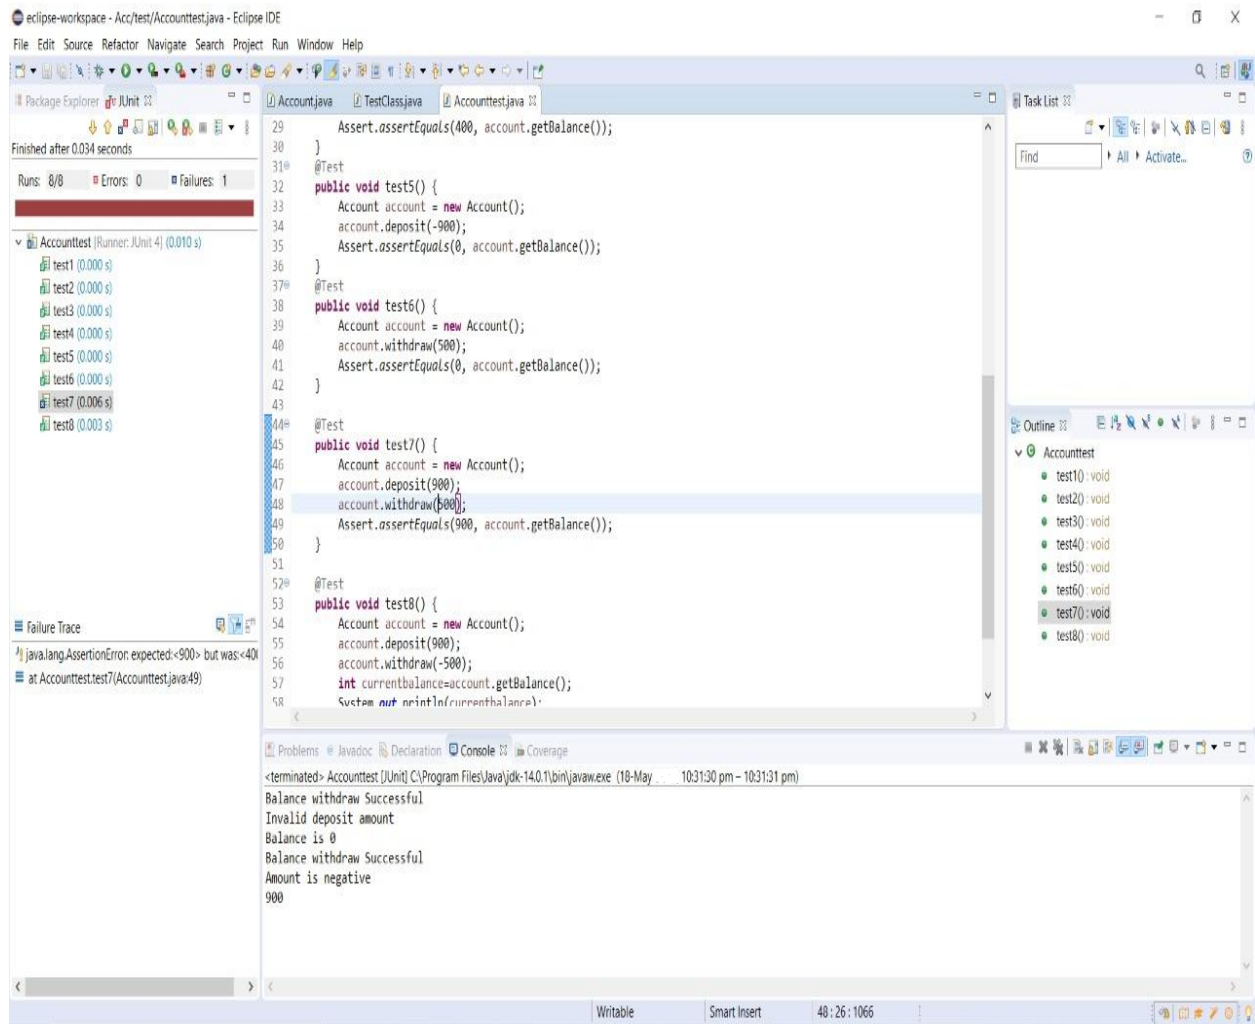 eclipse-workspace - Acc/test/Accounttest.java - Eclipse IDE
File Edit Source Refactor Navigate Search Project Run Window Help
Package Explorer JUnit
Finished after 0.034 seconds
Runs: 8/8 Errors: 0 Failures: 1
Accounttest [Runner: JUnit 4] (0.010 s)
test1 (0.000 s)
test2 (0.000 s)
test3 (0.000 s)
test4 (0.000 s)
test5 (0.000 s)
test6 (0.000 s)
test7 (0.006 s)
test8 (0.003 s)
Failure Trace
java.lang.AssertionError: expected:<900> but was:<40
at Accounttest.test7(Accounttest.java:49)
Account.java TestClass.java Accounttest.java
29 Assert.assertEquals(400, account.getBalance());
30 }
31 @Test
32 public void test5() {
33 Account account = new Account();
34 account.deposit(-900);
35 Assert.assertEquals(0, account.getBalance());
36 }
37 @Test
38 public void test6() {
39 Account account = new Account();
40 account.withdraw(500);
41 Assert.assertEquals(0, account.getBalance());
42 }
43
44 @Test
45 public void test7() {
46 Account account = new Account();
47 account.deposit(900);
48 account.withdraw(500);
49 Assert.assertEquals(900, account.getBalance());
50 }
51
52 @Test
53 public void test8() {
54 Account account = new Account();
55 account.deposit(900);
56 account.withdraw(-500);
57 int currentbalance=account.getBalance();
58 System.out.println(currentbalance);
Task List
Find All Activate...
Outline
Accounttest
test1() : void
test2() : void
test3() : void
test4() : void
test5() : void
test6() : void
test7() : void
test8() : void
Problems Javadoc Declaration Console Coverage
<terminated> Accounttest [JUnit] C:\Program Files\Java\jdk-14.0.1\bin\javaw.exe (18-May 10:31:30 pm – 10:31:31 pm)
Balance withdraw Successful
Invalid deposit amount
Balance is 0
Balance withdraw Successful
Amount is negative
900
Writable Smart Insert 48 : 26 : 1066